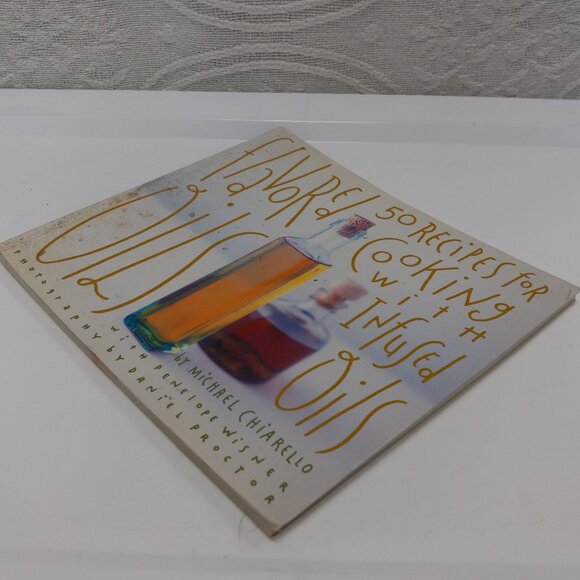 FLAVORED
OILS
50 RECIPES FOR
COOKING
WITH
INFUSED
OilS
by MiCHAEL CHiARELLO
with PENELOPE WiSNER
PHOTOGRAPHY BY DANiEL PROCTOR